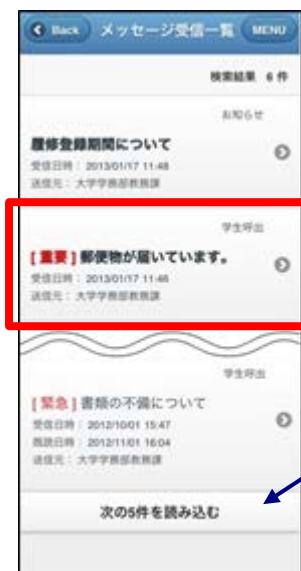 Back メッセージ受信一覧 MENU
検索結果 6 件
お知らせ
履修登録期間について
受信日時： 2013/01/17 11:48
送信元： 大学学務部教務課
学生呼出
[ 重要 ] 郵便物が届いています。
受信日時： 2013/01/17 11:46
送信元： 大学学務部教務課
学生呼出
[ 緊急 ] 書類の不備について
受信日時： 2012/10/01 15:47
既読日時： 2012/11/01 16:04
送信元： 大学学務部教務課
次の5件を読み込む